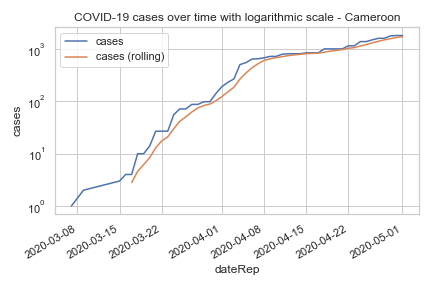 COVID-19 cases over time with logarithmic scale - Cameroon
cases
cases (rolling)
10³
10²
10¹
10⁰
cases
2020-03-08
2020-03-15
2020-03-22
2020-04-01
2020-04-08
2020-04-15
2020-04-22
2020-05-01
dateRep